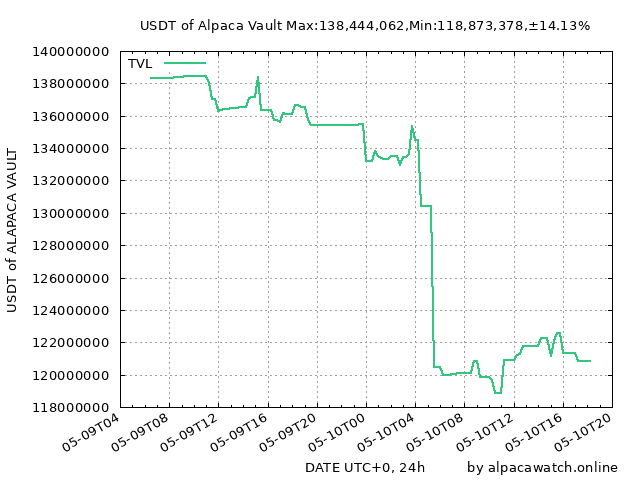 USDT of Alpaca Vault Max:138,444,062,Min:118,873,378,±14.13%
TVL
140000000
138000000
136000000
134000000
132000000
130000000
128000000
126000000
124000000
122000000
120000000
118000000
USDT of ALAPACA VAULT
05-09T04
05-09T08
05-09T12
05-09T16
05-09T20
05-10T00
05-10T04
05-10T08
05-10T12
05-10T16
05-10T20
DATE UTC+0, 24h
by alpacawatch.online